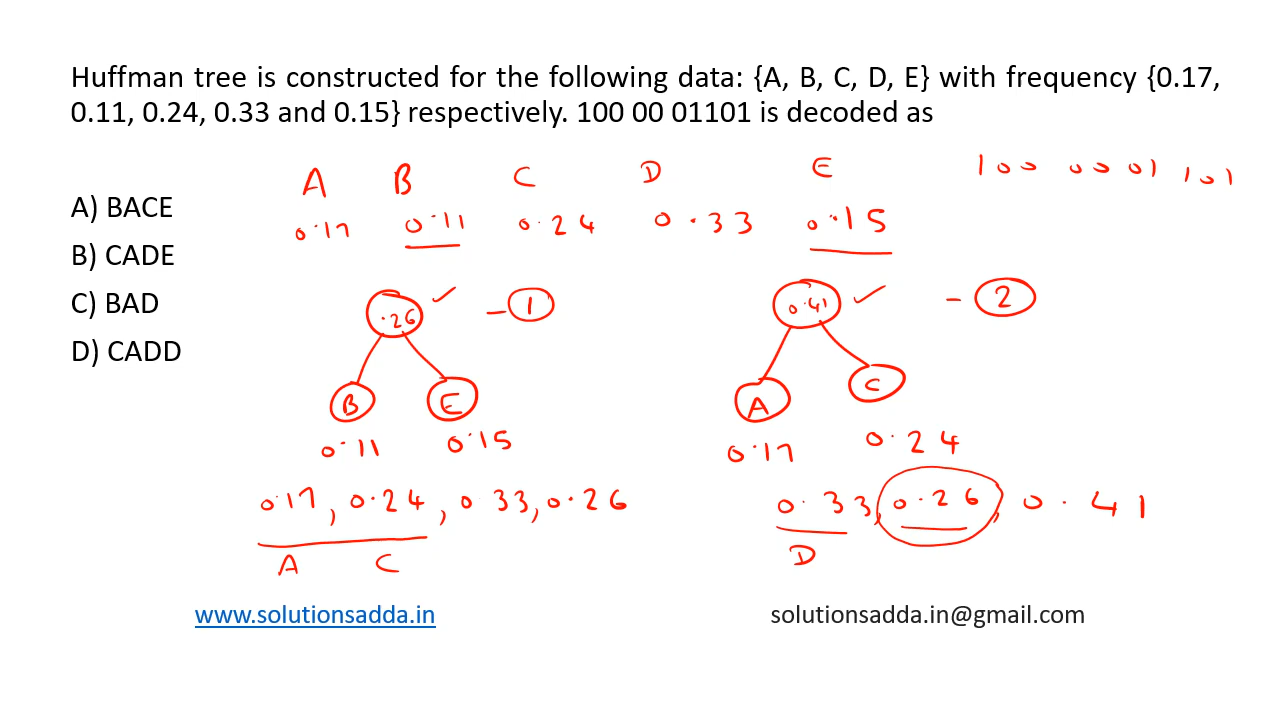 Huffman tree is constructed for the following data: {A, B, C, D, E} with frequency {0.17,
0.11, 0.24, 0.33 and 0.15} respectively. 100 00 01101 is decoded as
A B C D E 100 0001 101
A) BACE
0.17 0.11 0.24 0.33 0.15
B) CADE
C) BAD
.26 - 1 0.41 - 2
D) CADD
B E A C
0.11 0.15 0.17 0.24
0.17, 0.24, 0.33, 0.26 0.33, 0.26, 0.41
A C D
www.solutionsadda.in solutionsadda.in@gmail.com